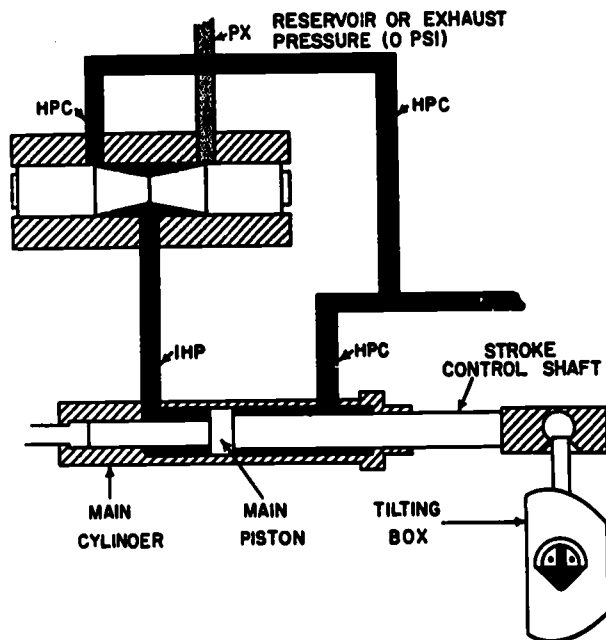 PX
RESERVOIR OR EXHAUST
PRESSURE (0 PSI)
HPC
HPC
IHP
HPC
STROKE
CONTROL SHAFT
MAIN
CYLINDER
MAIN
PISTON
TILTING
BOX